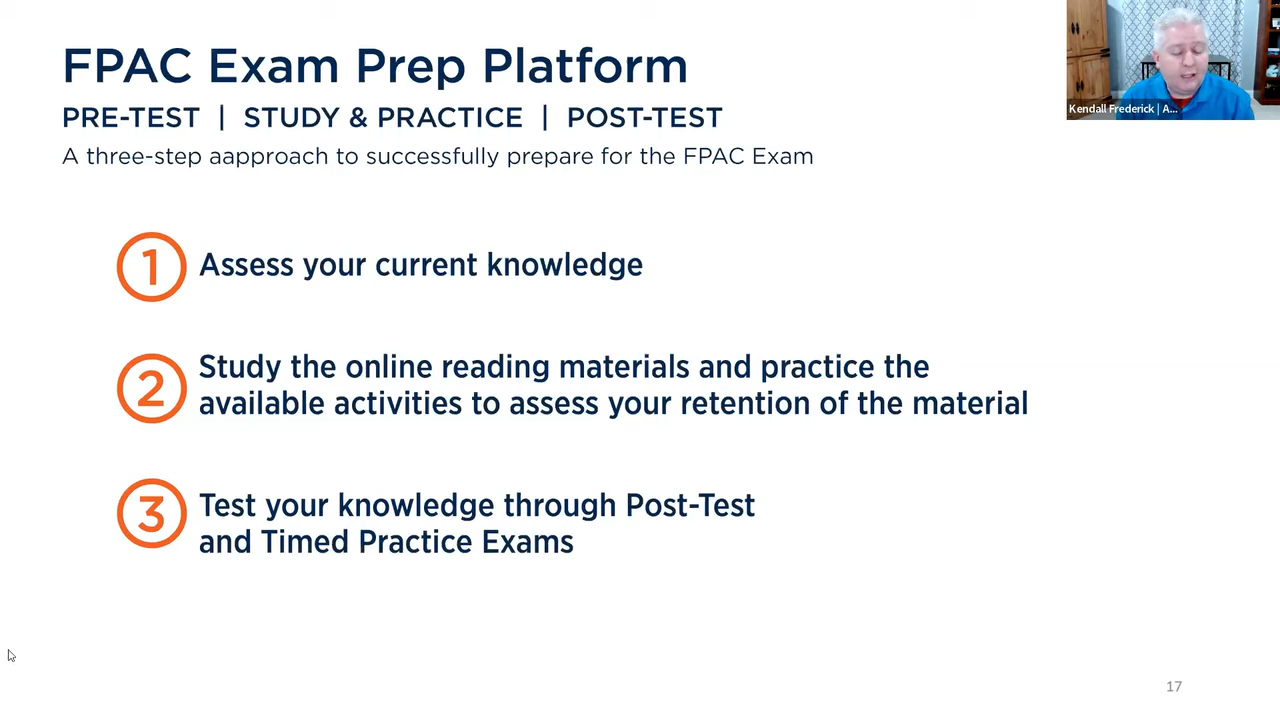 FPAC Exam Prep Platform
PRE-TEST | STUDY & PRACTICE | POST-TEST
A three-step aapproach to successfully prepare for the FPAC Exam
Kendall Frederick | A...
1 Assess your current knowledge
2 Study the online reading materials and practice the
available activities to assess your retention of the material
3 Test your knowledge through Post-Test
and Timed Practice Exams
17